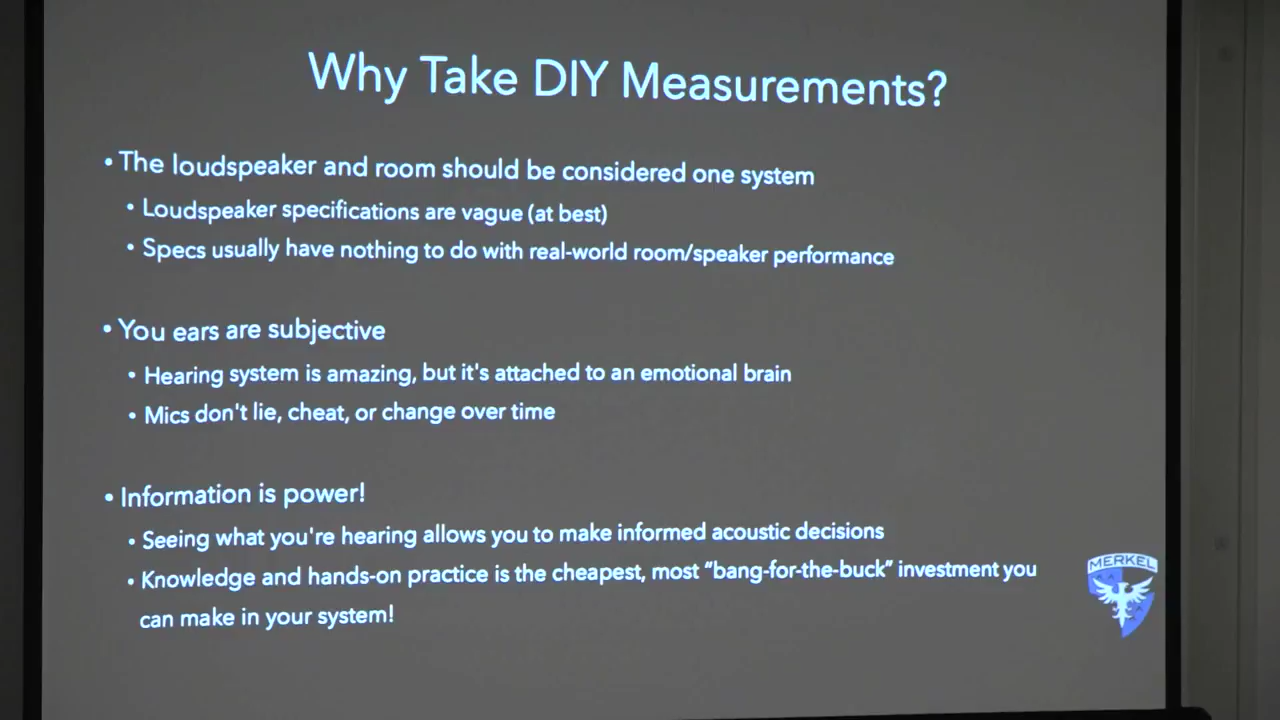 Why Take DIY Measurements?
• The loudspeaker and room should be considered one system
• Loudspeaker specifications are vague (at best)
• Specs usually have nothing to do with real-world room/speaker performance
• You ears are subjective
• Hearing system is amazing, but it's attached to an emotional brain
• Mics don't lie, cheat, or change over time
• Information is power!
• Seeing what you're hearing allows you to make informed acoustic decisions
• Knowledge and hands-on practice is the cheapest, most “bang-for-the-buck” investment you
can make in your system!
MERKEL